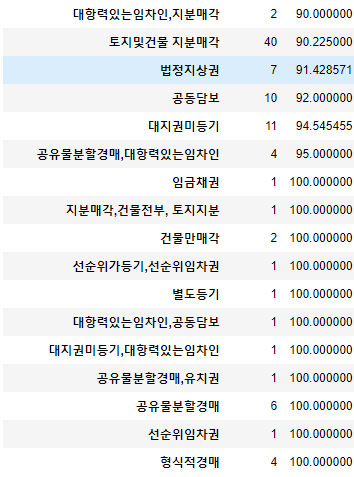 대항력있는임차인,지분매각 2 90.000000
토지및건물 지분매각 40 90.225000
법정지상권 7 91.428571
공동담보 10 92.000000
대지권미등기 11 94.545455
공유물분할경매,대항력있는임차인 4 95.000000
임금채권 1 100.000000
지분매각,건물전부, 토지지분 1 100.000000
건물만매각 2 100.000000
선순위가등기,선순위임차권 1 100.000000
별도등기 1 100.000000
대항력있는임차인,공동담보 1 100.000000
대지권미등기,대항력있는임차인 1 100.000000
공유물분할경매,유치권 1 100.000000
공유물분할경매 6 100.000000
선순위임차권 1 100.000000
형식적경매 4 100.000000